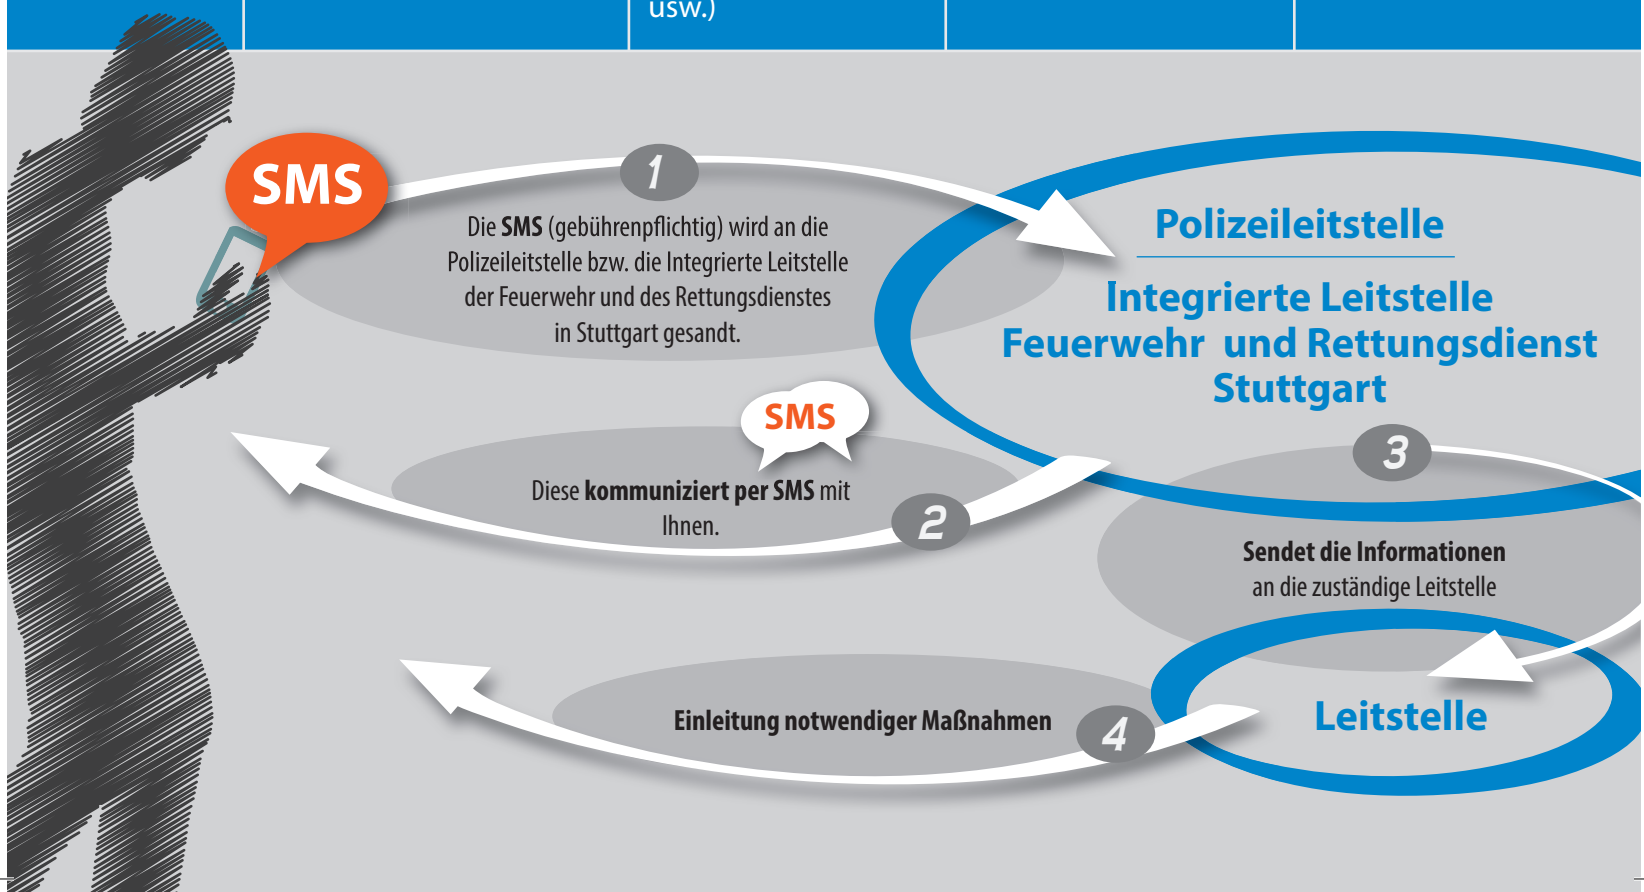 usw.)
SMS
1
Die SMS (gebührenpflichtig) wird an die
Polizeileitstelle bzw. die Integrierte Leitstelle
der Feuerwehr und des Rettungsdienstes
in Stuttgart gesandt.
Polizeileitstelle
Integrierte Leitstelle
Feuerwehr und Rettungsdienst
Stuttgart
SMS
Diese kommuniziert per SMS mit
Ihnen.
2
3
Sendet die Informationen
an die zuständige Leitstelle
Einleitung notwendiger Maßnahmen
4
Leitstelle